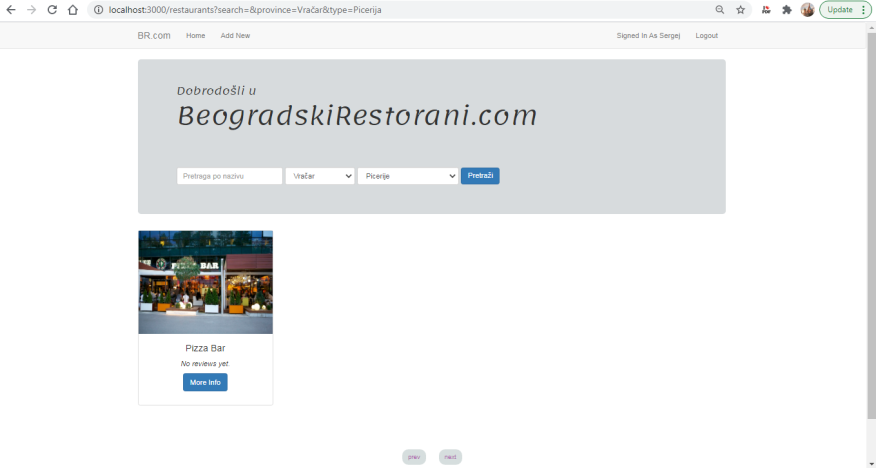 localhost:3000/restaurants?search=&province=Vračar&type=Picerija
Update
BR.com Home Add New Signed In As Sergej Logout
Dobrodošli u
BeogradskiRestorani.com
Pretraga po nazivu Vračar Picerije Pretraži
PIZZA BAR
Pizza Bar
No reviews yet.
More Info
prev next